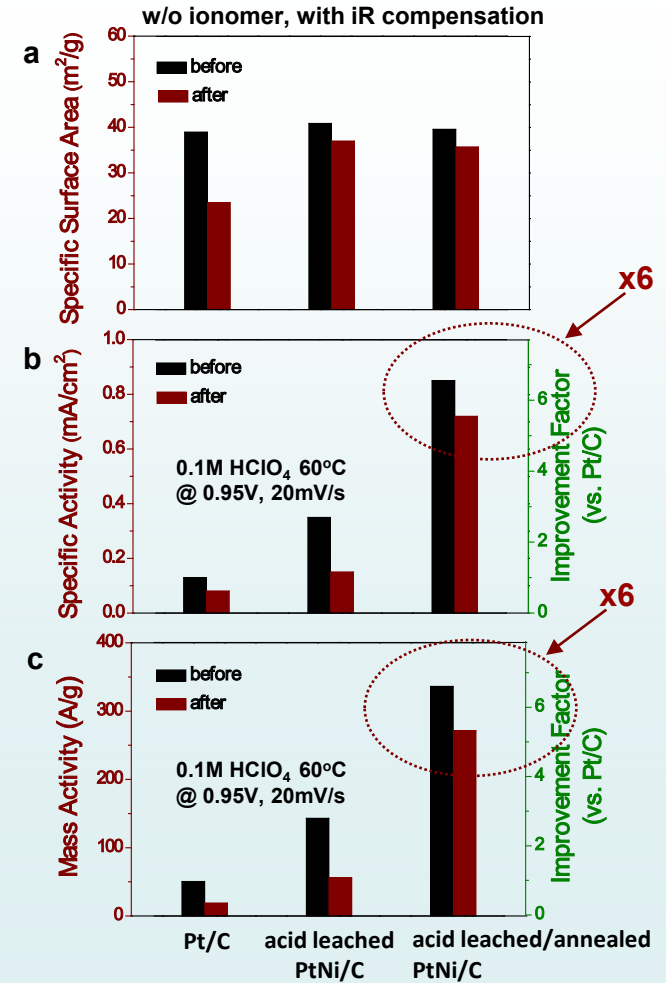 w/o ionomer, with iR compensation
a
Specific Surface Area (m²/g)
60
50
40
30
20
10
0
before
after
x6
b
Specific Activity (mA/cm²)
1.0
0.8
0.6
0.4
0.2
0.0
before
after
0.1M HClO₄ 60°C
@ 0.95V, 20mV/s
6
4
2
0
Improvement Factor
(vs. Pt/C)
x6
c
Mass Activity (A/g)
400
300
200
100
0
before
after
0.1M HClO₄ 60°C
@ 0.95V, 20mV/s
6
4
2
0
Improvement Factor
(vs. Pt/C)
Pt/C
acid leached
PtNi/C
acid leached/annealed
PtNi/C